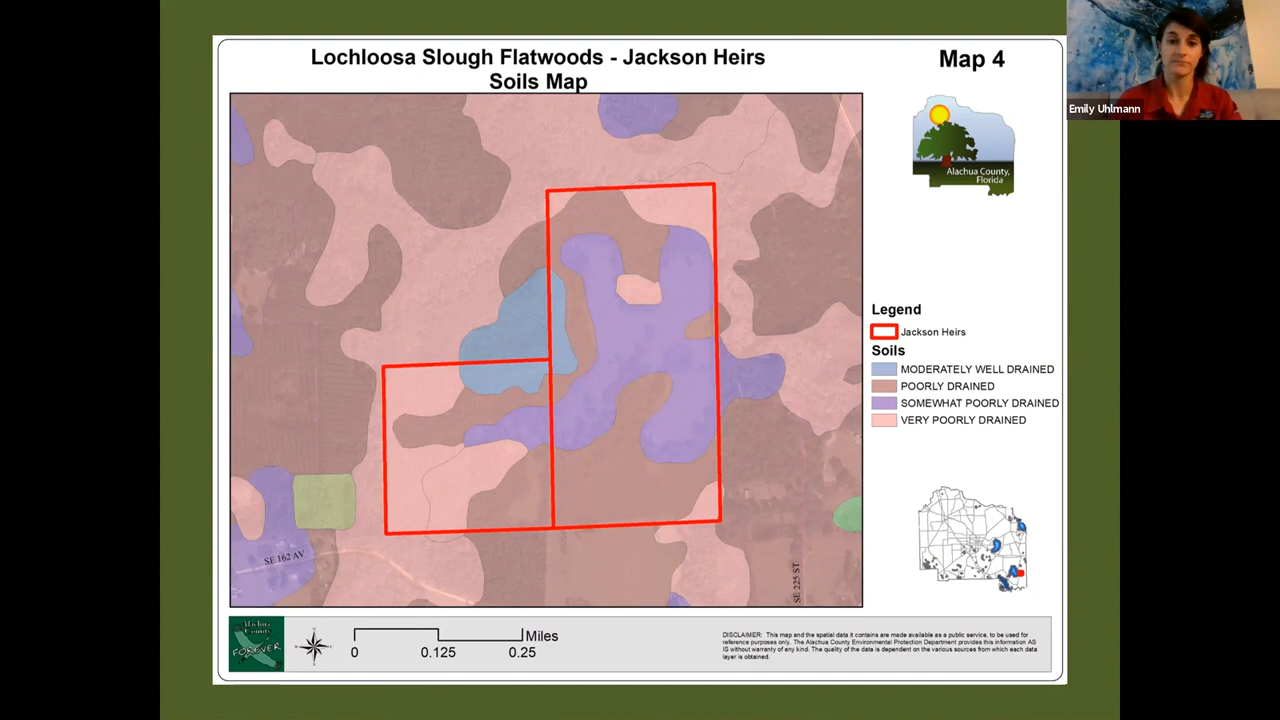 Lochloosa Slough Flatwoods - Jackson Heirs
Soils Map
Map 4
Emily Uhlmann
Alachua County,
Florida
Legend
Jackson Heirs
Soils
MODERATELY WELL DRAINED
POORLY DRAINED
SOMEWHAT POORLY DRAINED
VERY POORLY DRAINED
SE 162 AV
SE 225 ST
Alachua
County
FOREVER
Miles
0
0.125
0.25
DISCLAIMER: This map and the spatial data it contains are made available as a public service, to be used for
reference purposes only. The Alachua County Environmental Protection Department provides this information AS
IS without warranty of any kind. The quality of the data is dependent on the various sources from which each data
layer is obtained.